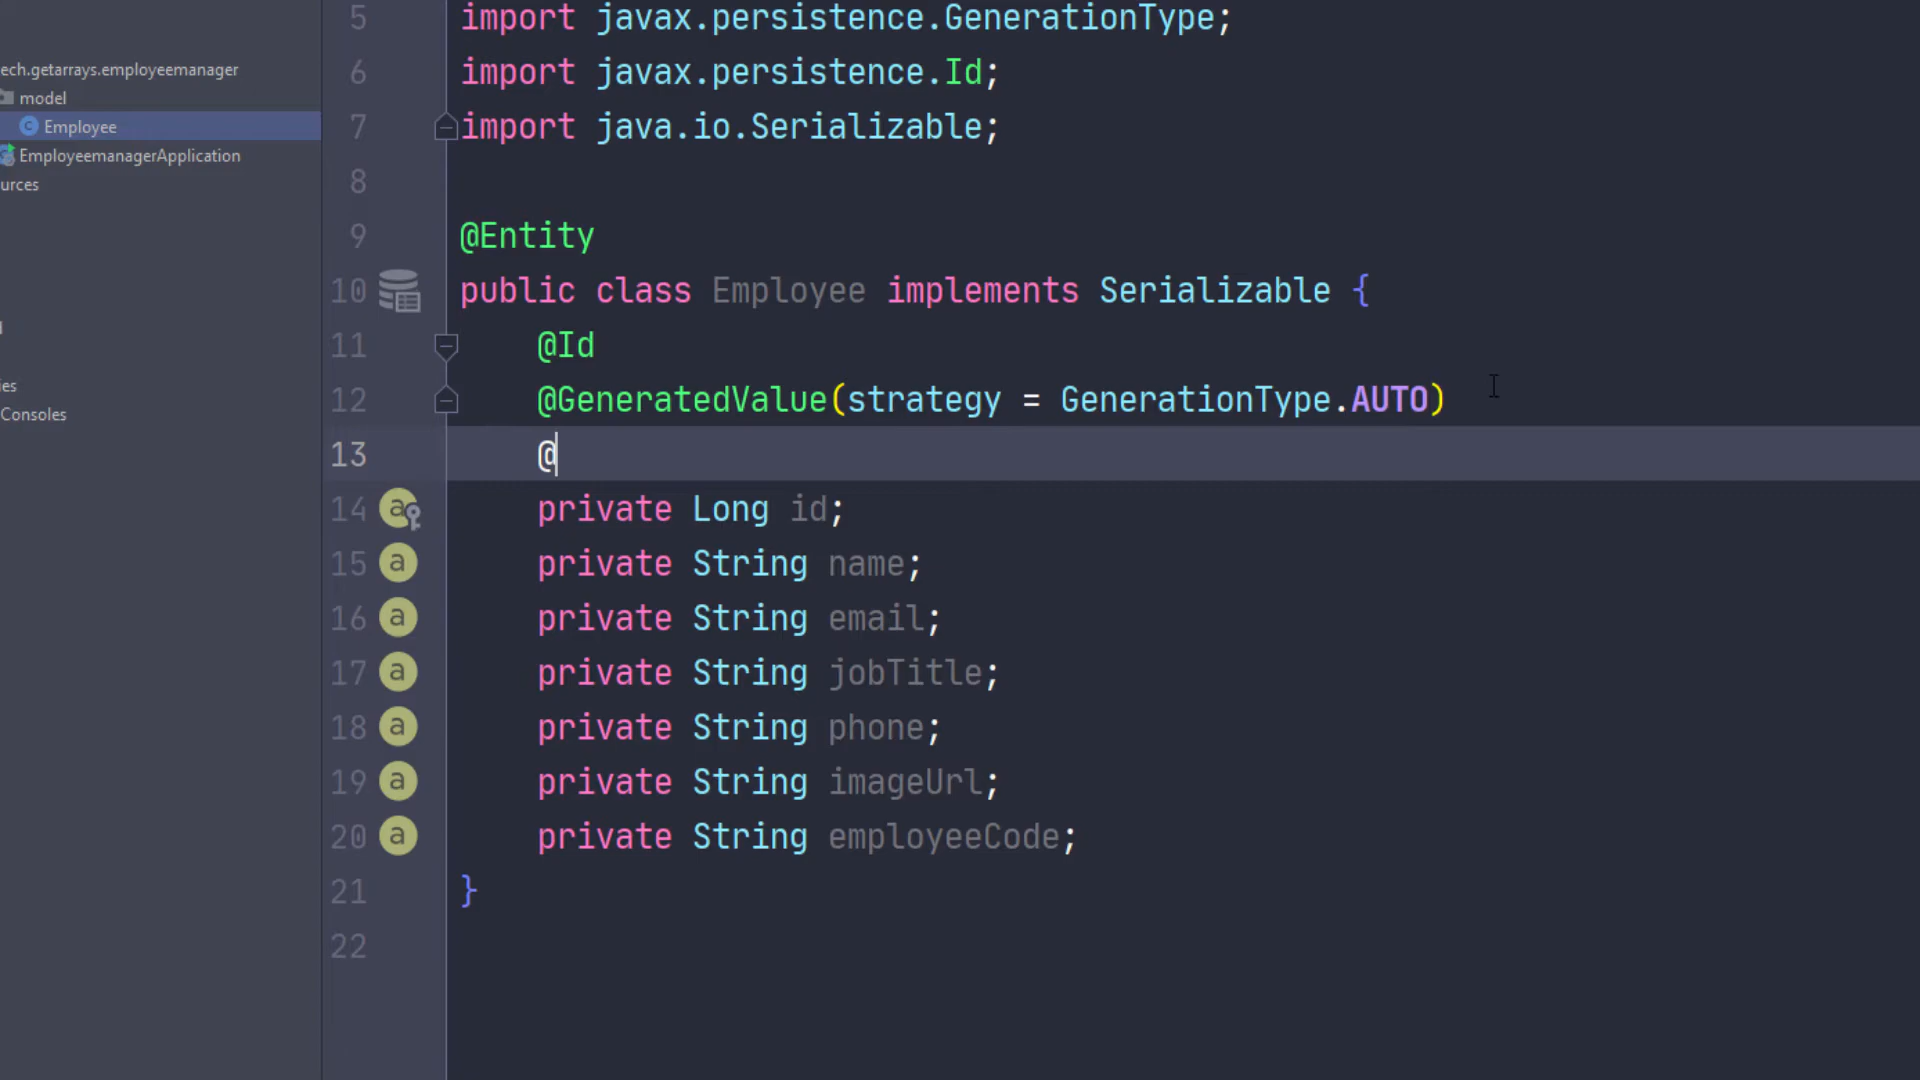 ech.getarrays.employeemanager
model
Employee
EmployeemanagerApplication
urces
ies
Consoles
5 import javax.persistence.GenerationType;
6 import javax.persistence.Id;
7 import java.io.Serializable;
8
9 @Entity
10 public class Employee implements Serializable {
11 @Id
12 @GeneratedValue(strategy = GenerationType.AUTO)
13 @
14 private Long id;
15 private String name;
16 private String email;
17 private String jobTitle;
18 private String phone;
19 private String imageUrl;
20 private String employeeCode;
21 }
22